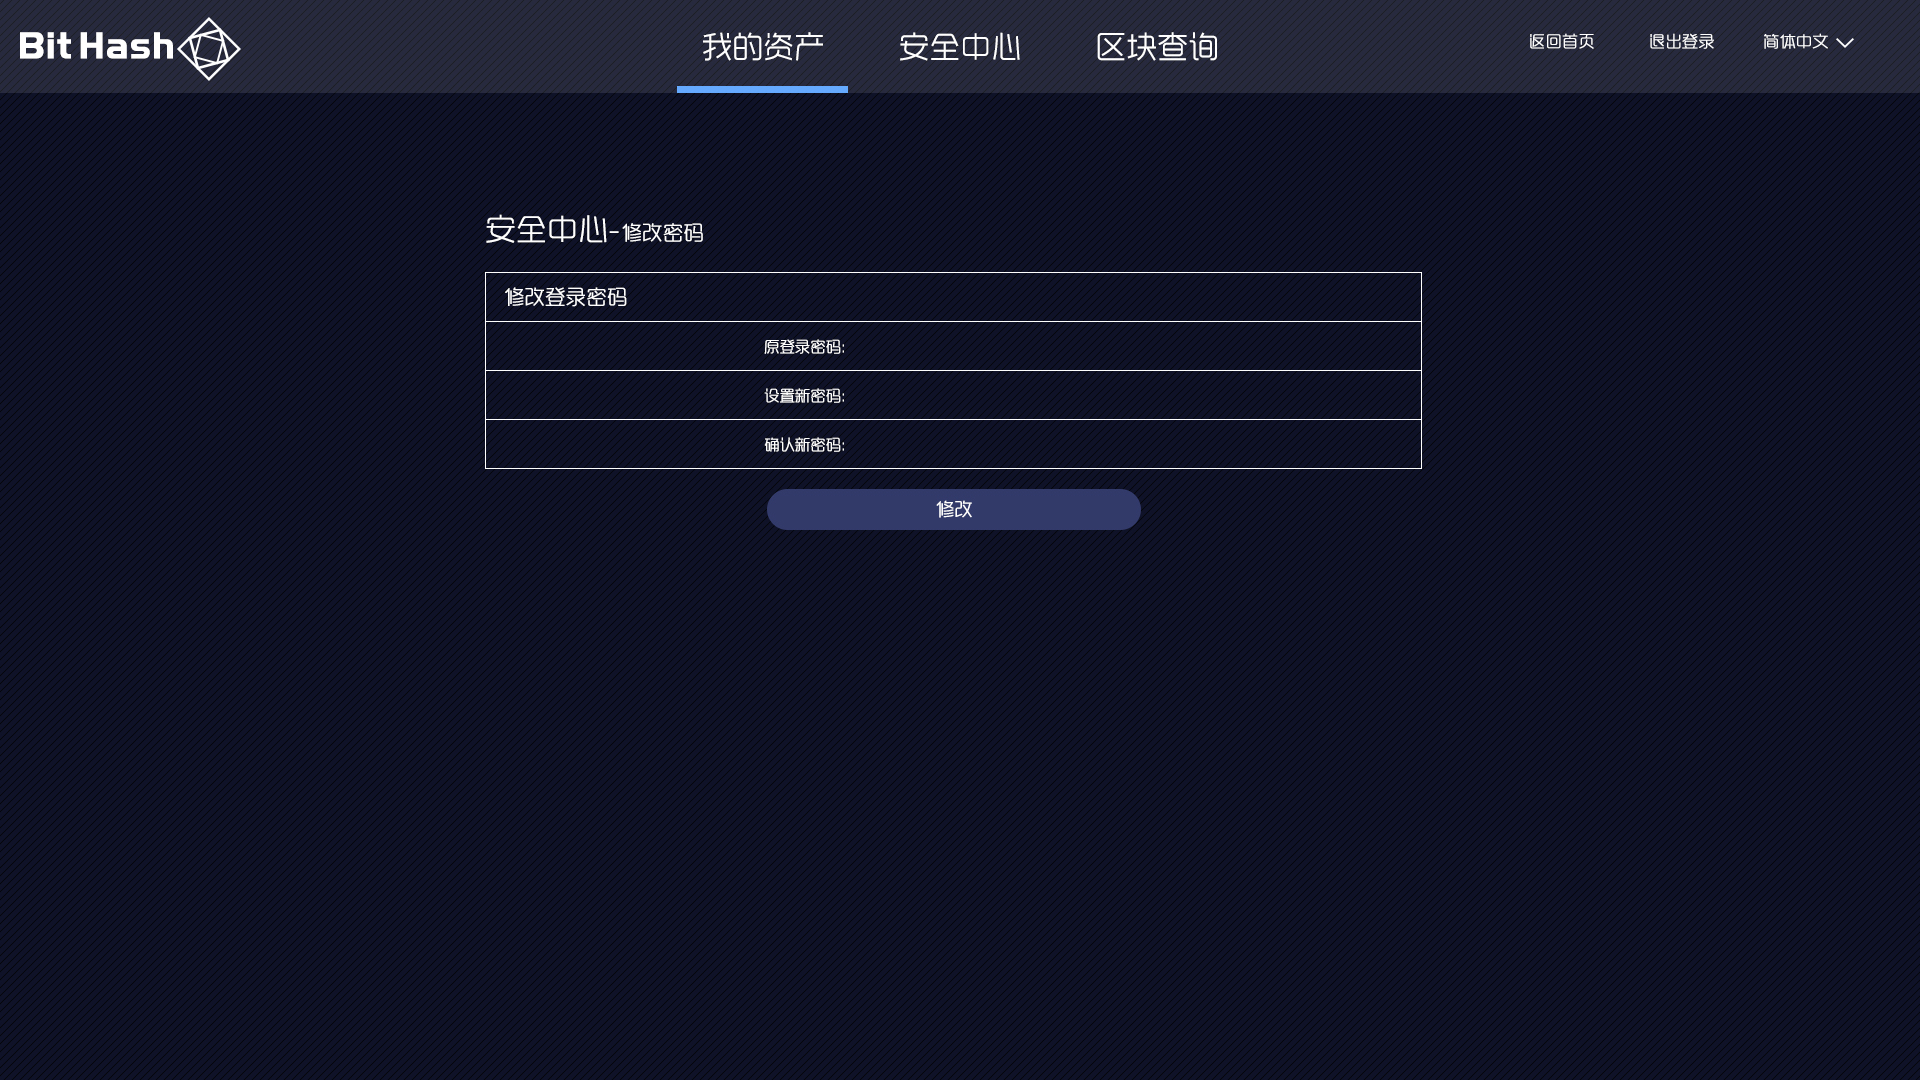 Bit Hash
我的资产 安全中心 区块查询
返回首页 退出登录 简体中文
安全中心-修改密码
修改登录密码
原登录密码:
设置新密码:
确认新密码:
修改